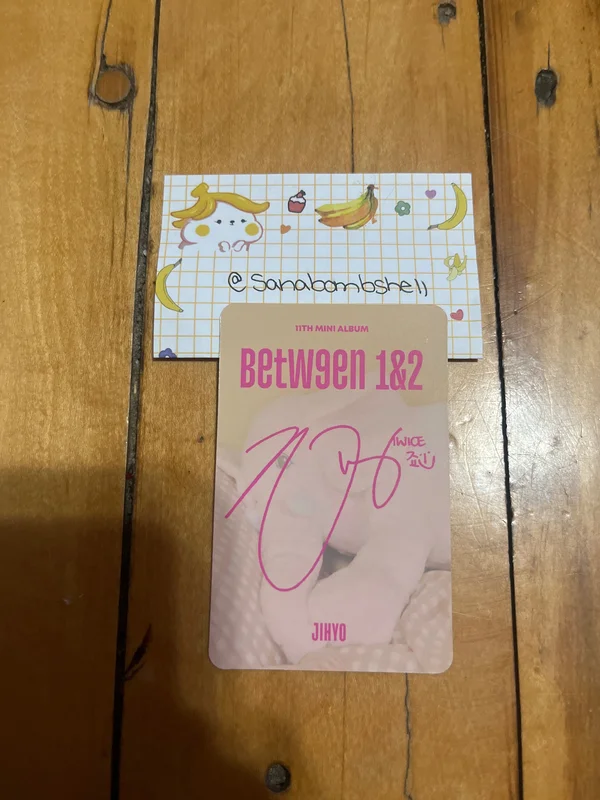 @sanabombshell
11TH MINI ALBUM
BETW9EN 1&2
TWICE
지효
JIHYO